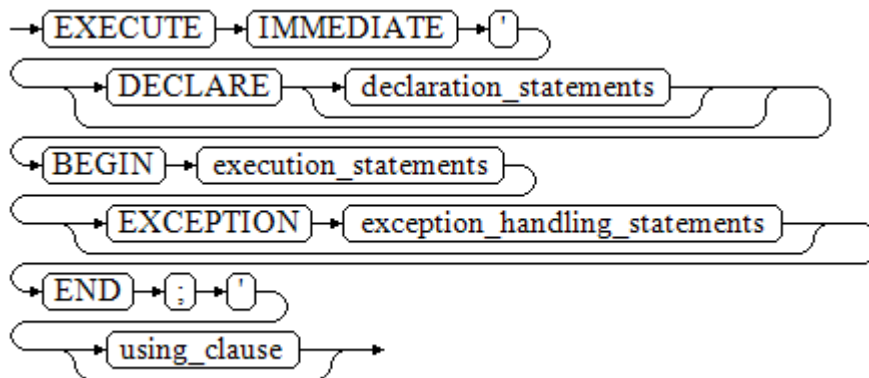 EXECUTE IMMEDIATE '
DECLARE declaration_statements
BEGIN execution_statements
EXCEPTION exception_handling_statements
END ; '
using_clause